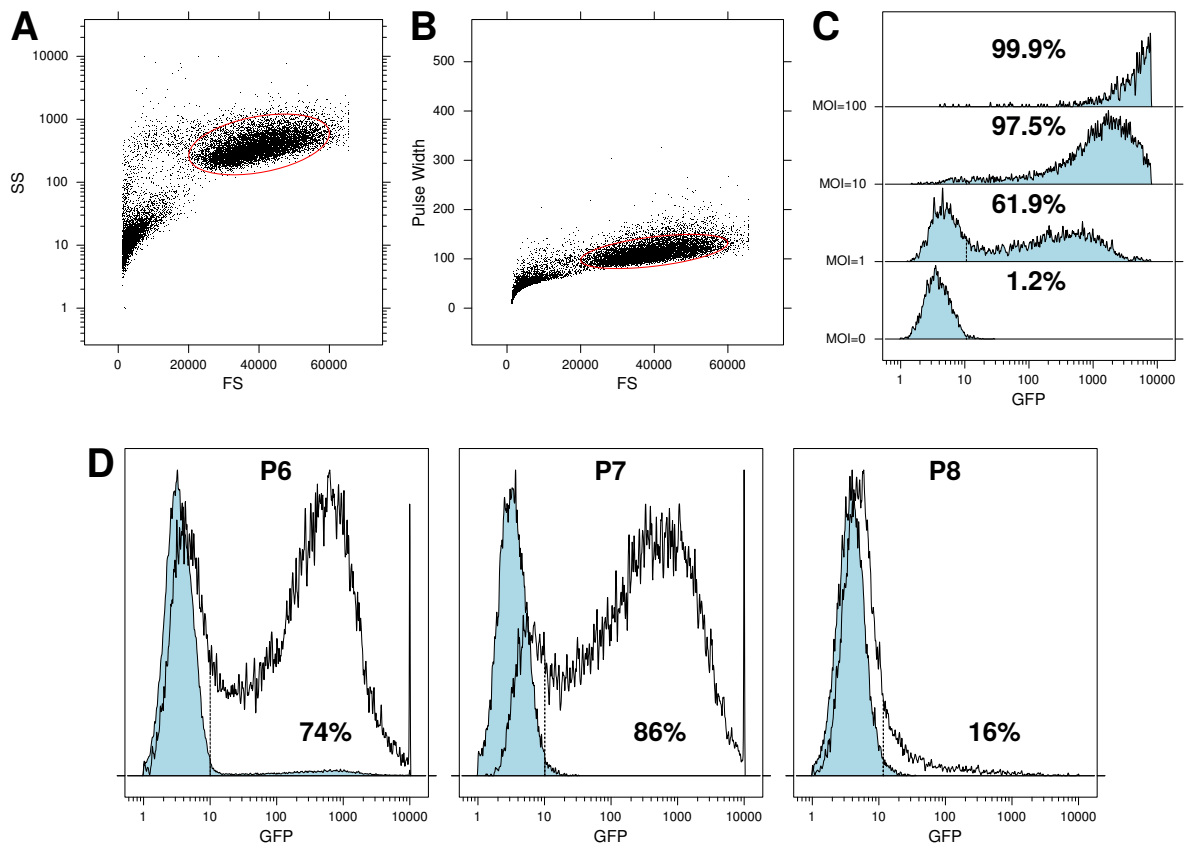 A
SS
10000
1000
100
10
1
0
20000
40000
60000
FS
B
Pulse Width
500
400
300
200
100
0
0
20000
40000
60000
FS
C
99.9%
MOI=100
97.5%
MOI=10
61.9%
MOI=1
1.2%
MOI=0
1
10
100
1000
10000
GFP
D
P6
74%
1
10
100
1000
10000
GFP
P7
86%
1
10
100
1000
10000
GFP
P8
16%
1
10
100
1000
10000
GFP